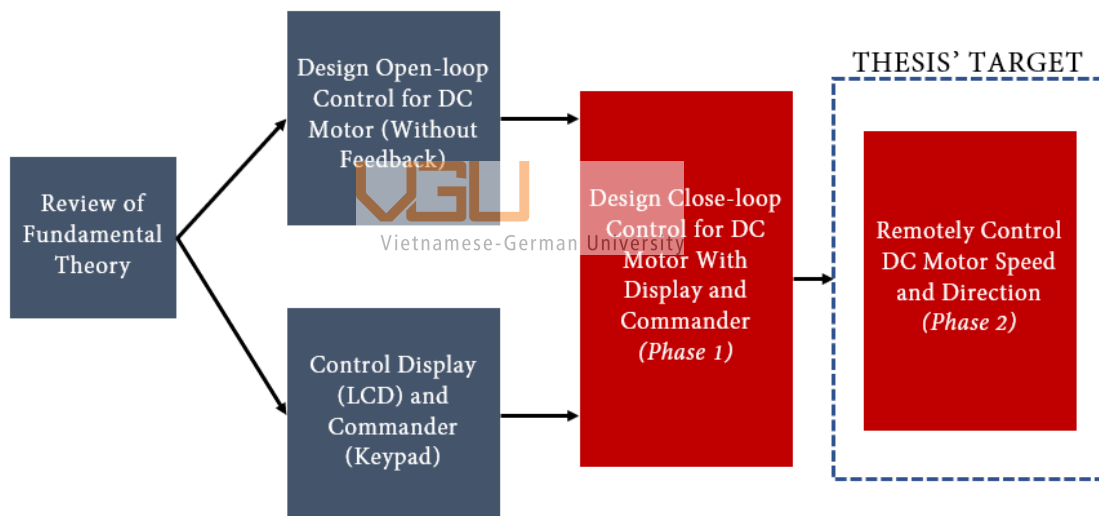 THESIS' TARGET
Review of
Fundamental
Theory
Design Open-loop
Control for DC
Motor (Without
Feedback)
Control Display
(LCD) and
Commander
(Keypad)
Design Close-loop
Control for DC
Motor With
Display and
Commander
(Phase 1)
Remotely Control
DC Motor Speed
and Direction
(Phase 2)
VGU
Vietnamese-German University